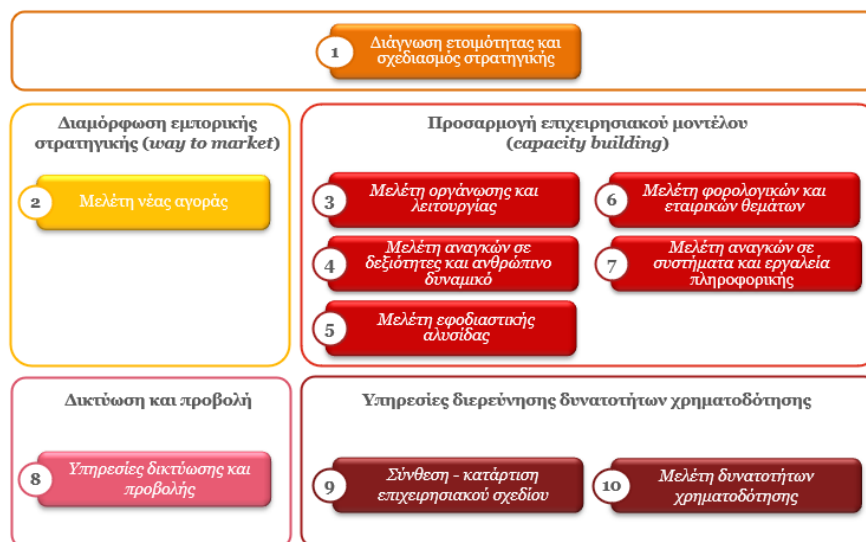 1
Διάγνωση ετοιμότητας και
σχεδιασμός στρατηγικής
Διαμόρφωση εμπορικής
στρατηγικής (way to market)
2
Μελέτη νέας αγοράς
Προσαρμογή επιχειρησιακού μοντέλου
(capacity building)
3
Μελέτη οργάνωσης και
λειτουργίας
6
Μελέτη φορολογικών και
εταιρικών θεμάτων
4
Μελέτη αναγκών σε
δεξιότητες και ανθρώπινο
δυναμικό
7
Μελέτη αναγκών σε
συστήματα και εργαλεία
πληροφορικής
5
Μελέτη εφοδιαστικής
αλυσίδας
Δικτύωση και προβολή
8
Υπηρεσίες δικτύωσης και
προβολής
Υπηρεσίες διερεύνησης δυνατοτήτων χρηματοδότησης
9
Σύνθεση - κατάρτιση
επιχειρησιακού σχεδίου
10
Μελέτη δυνατοτήτων
χρηματοδότησης